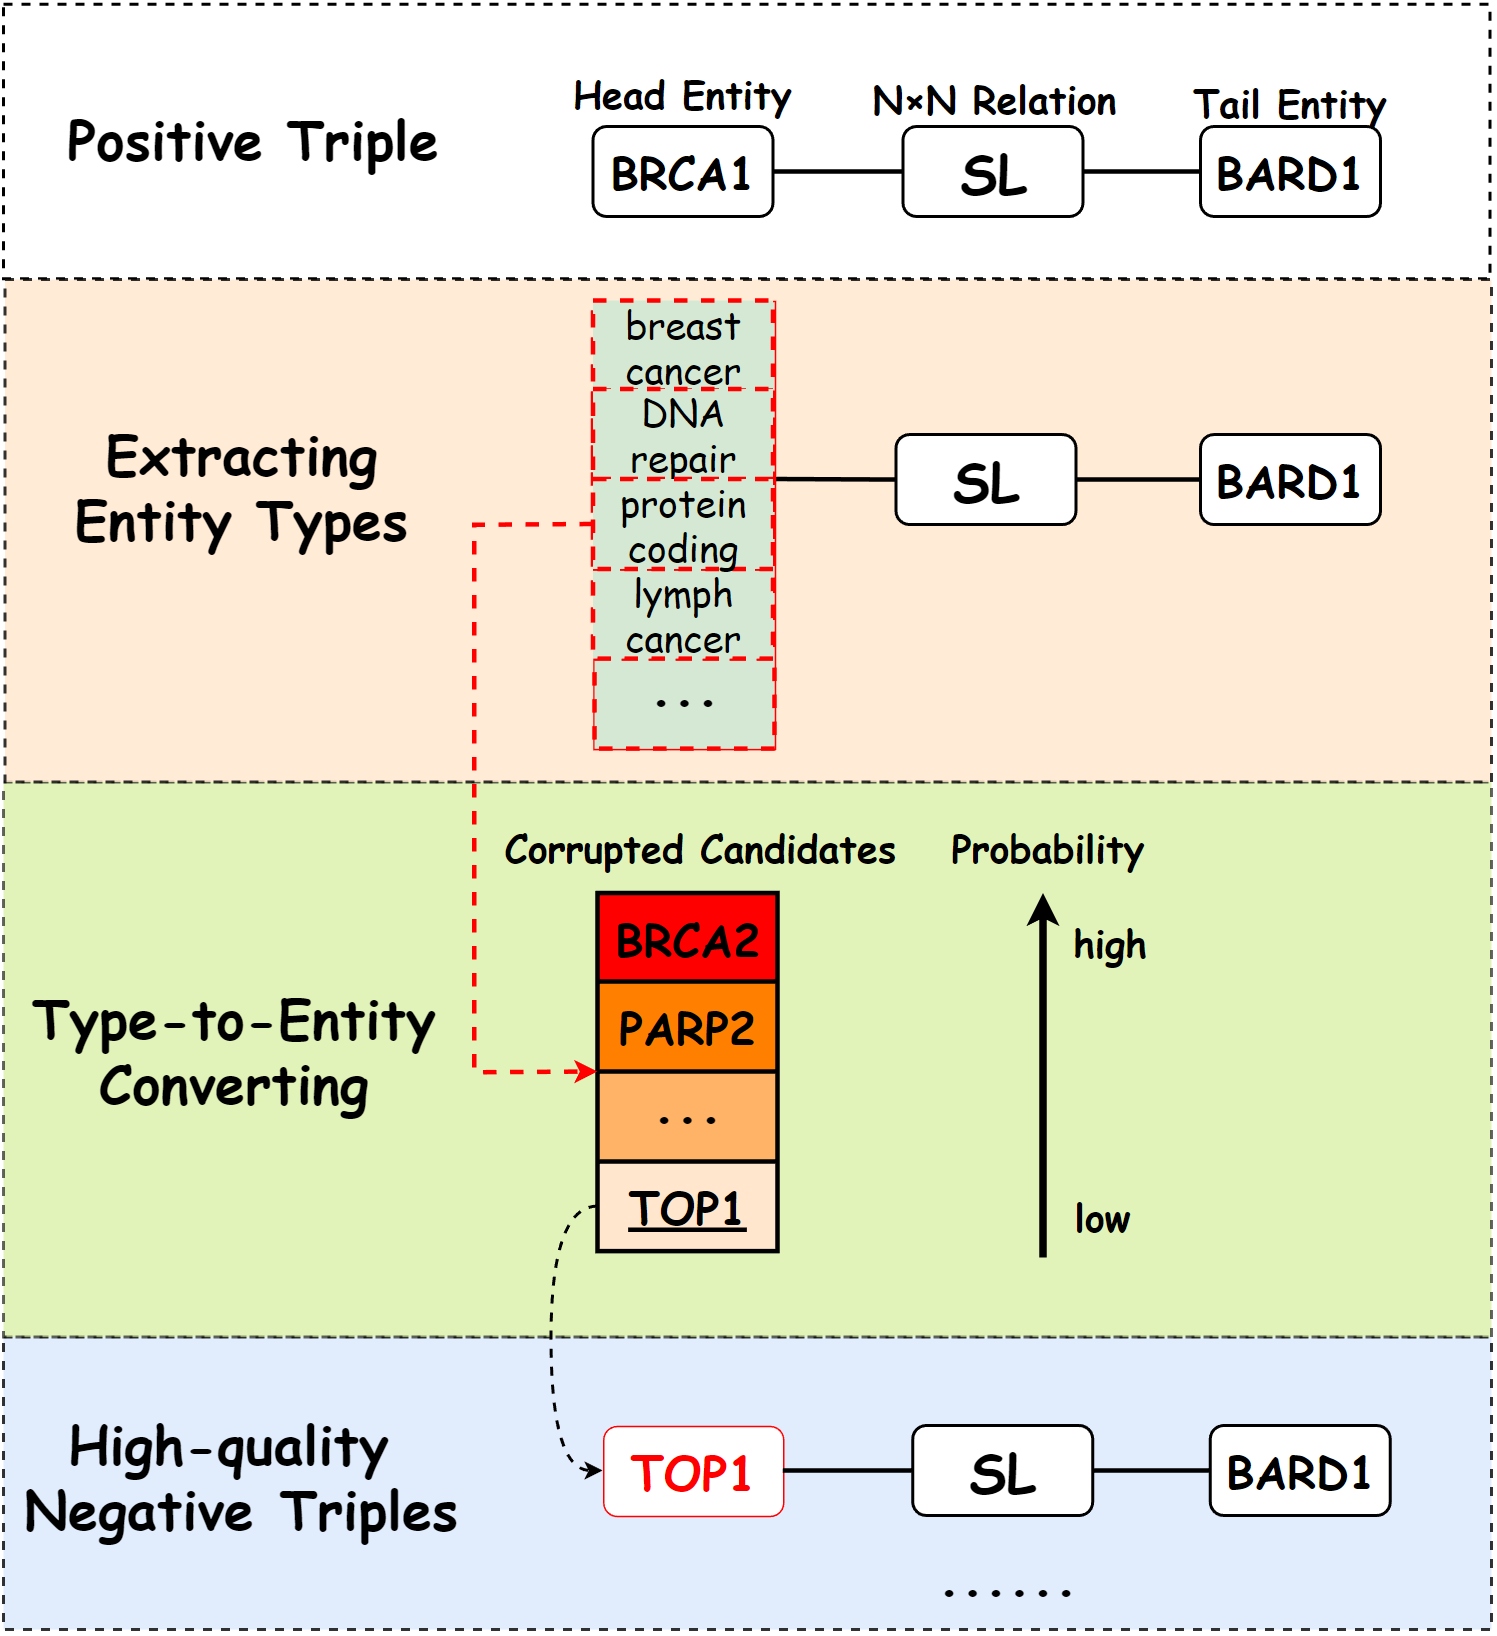 Positive Triple
Head Entity
N×N Relation
Tail Entity
BRCA1
SL
BARD1
Extracting
Entity Types
breast
cancer
DNA
repair
protein
coding
lymph
cancer
...
SL
BARD1
Type-to-Entity
Converting
Corrupted Candidates
Probability
BRCA2
PARP2
...
TOP1
high
low
High-quality
Negative Triples
TOP1
SL
BARD1
......